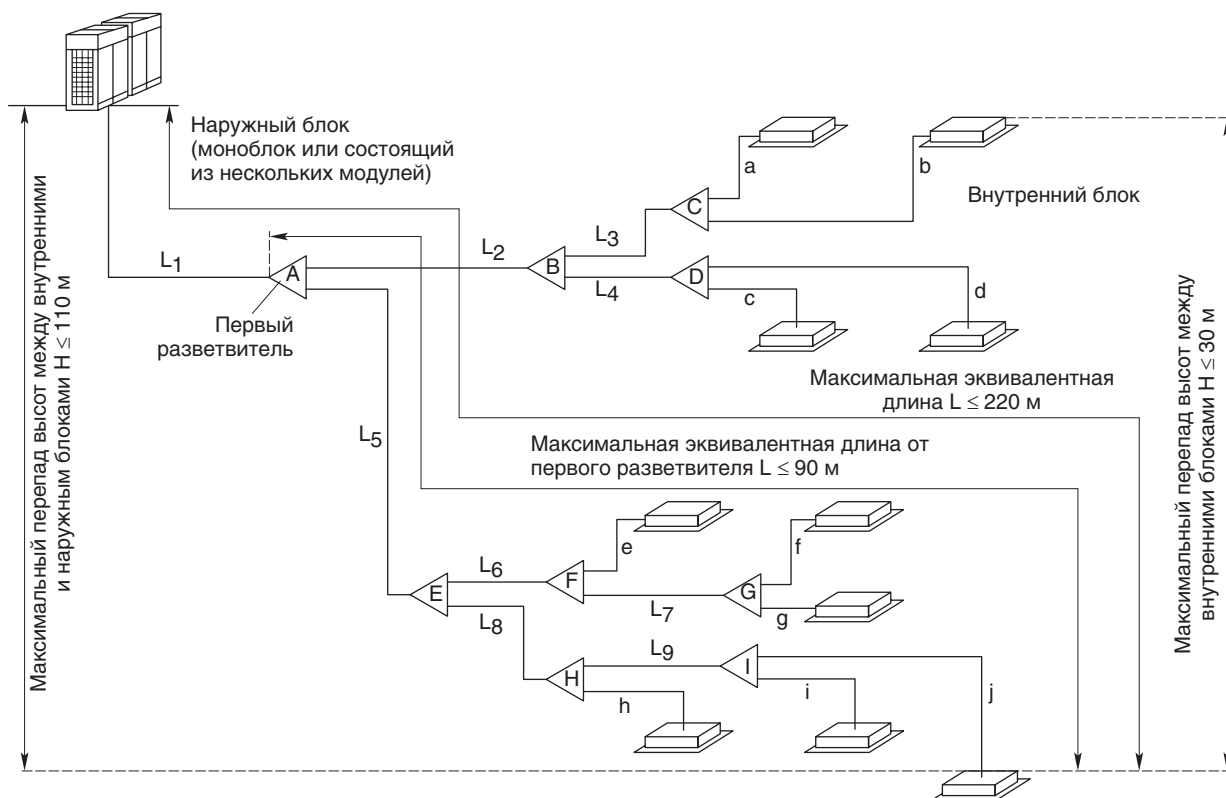 Наружный блок
(моноблок или состоящий
из нескольких модулей)
a
b
C
Внутренний блок
L3
L2
B
L1
A
L4
D
c
d
Первый
разветвитель
Максимальная эквивалентная
длина L ≤ 220 м
L5
Максимальная эквивалентная длина от
первого разветвителя L ≤ 90 м
Максимальный перепад высот между внутренними
и наружным блоками H ≤ 110 м
Максимальный перепад высот между
внутренними блоками H ≤ 30 м
e
f
L6
F
E
G
L7
g
L8
L9
H
I
h
i
j